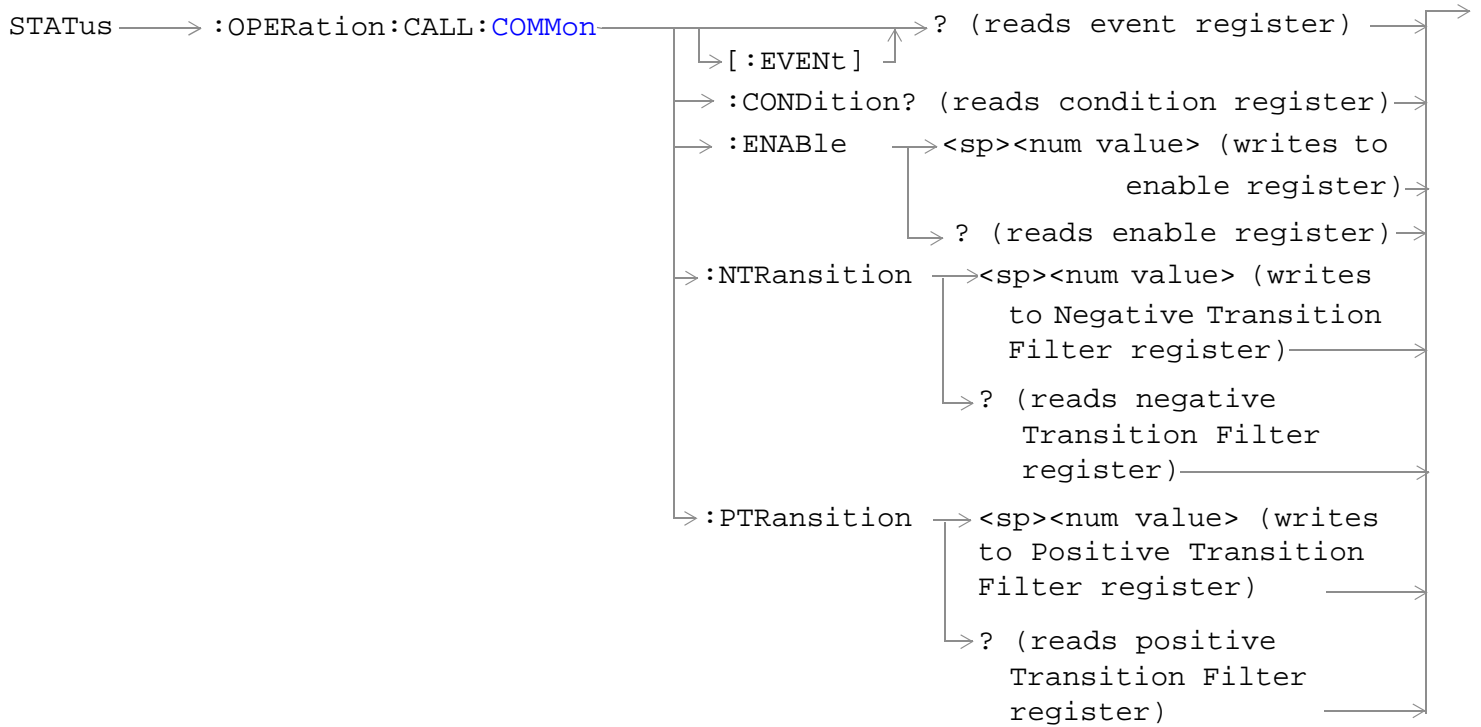 STATus :OPERation:CALL:COMMon ? (reads event register)
[:EVENt]
:CONDition? (reads condition register)
:ENABle <sp><num value> (writes to
enable register)
? (reads enable register)
:NTRansition <sp><num value> (writes
to Negative Transition
Filter register)
? (reads negative
Transition Filter
register)
:PTRansition <sp><num value> (writes
to Positive Transition
Filter register)
? (reads positive
Transition Filter
register)